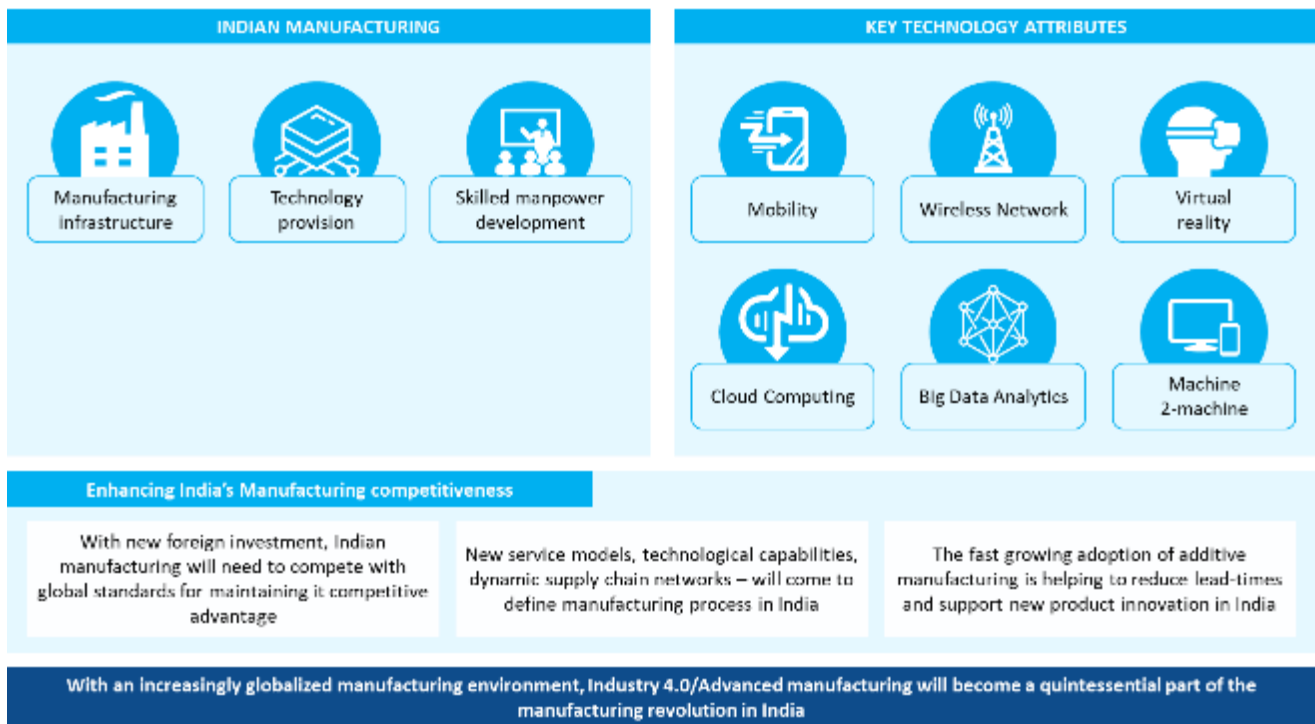 INDIAN MANUFACTURING
Manufacturing
infrastructure
Technology
provision
Skilled manpower
development
KEY TECHNOLOGY ATTRIBUTES
Mobility
Wireless Network
Virtual
reality
Cloud Computing
Big Data Analytics
Machine
2-machine
Enhancing India's Manufacturing competitiveness
With new foreign investment, Indian
manufacturing will need to compete with
global standards for maintaining it competitive
advantage
New service models, technological capabilities,
dynamic supply chain networks – will come to
define manufacturing process in India
The fast growing adoption of additive
manufacturing is helping to reduce lead-times
and support new product innovation in India
With an increasingly globalized manufacturing environment, Industry 4.0/Advanced manufacturing will become a quintessential part of the
manufacturing revolution in India